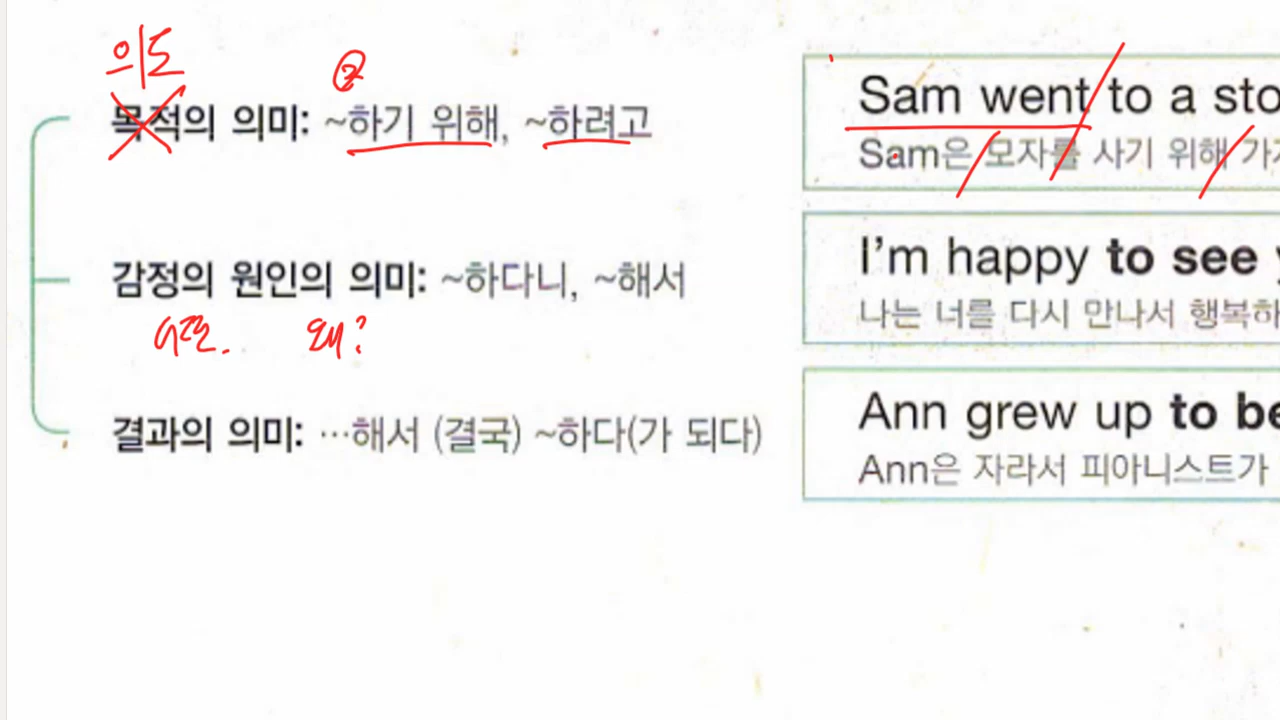 의도
②
목적의 의미: ~하기 위해, ~하려고
감정의 원인의 의미: ~하다니, ~해서
왜?
결과의 의미: …해서 (결국) ~하다(가 되다)
Sam went to a sto
Sam은 모자를 사기 위해 가
I'm happy to see y
나는 너를 다시 만나서 행복하
Ann grew up to be
Ann은 자라서 피아니스트가